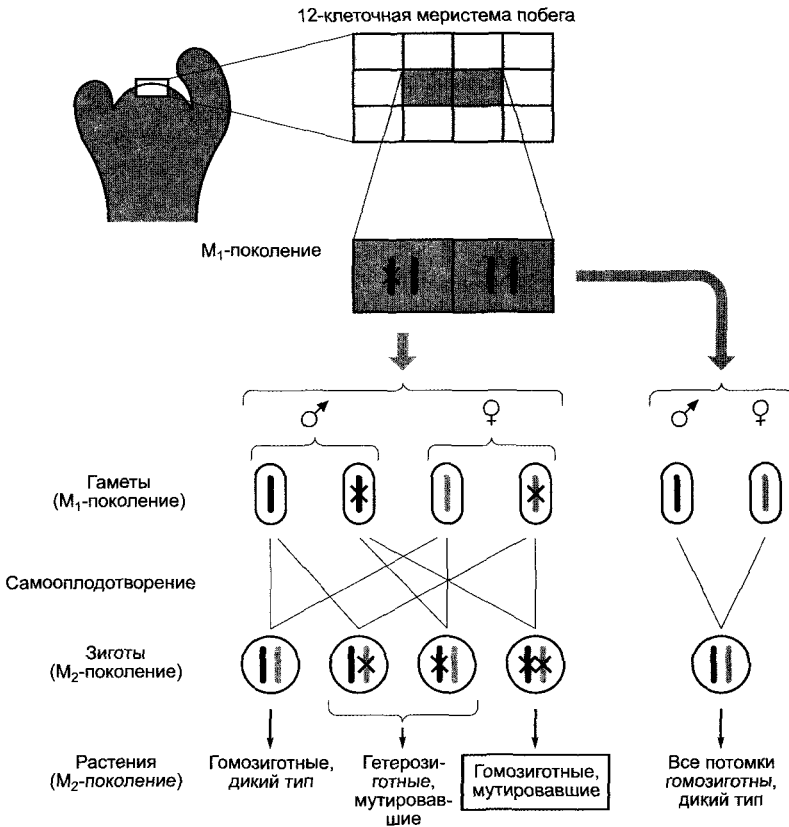 12-клеточная меристема побега
M₁-поколение
♂ ♀ ♂ ♀
Гаметы
(M₁-поколение)
Самооплодотворение
Зиготы
(M₂-поколение)
Растения
(M₂-поколение)
Гомозиготные,
дикий тип
Гетерози-
готные,
мутировав-
шие
Гомозиготные,
мутировавшие
Все потомки
гомозиготны,
дикий тип